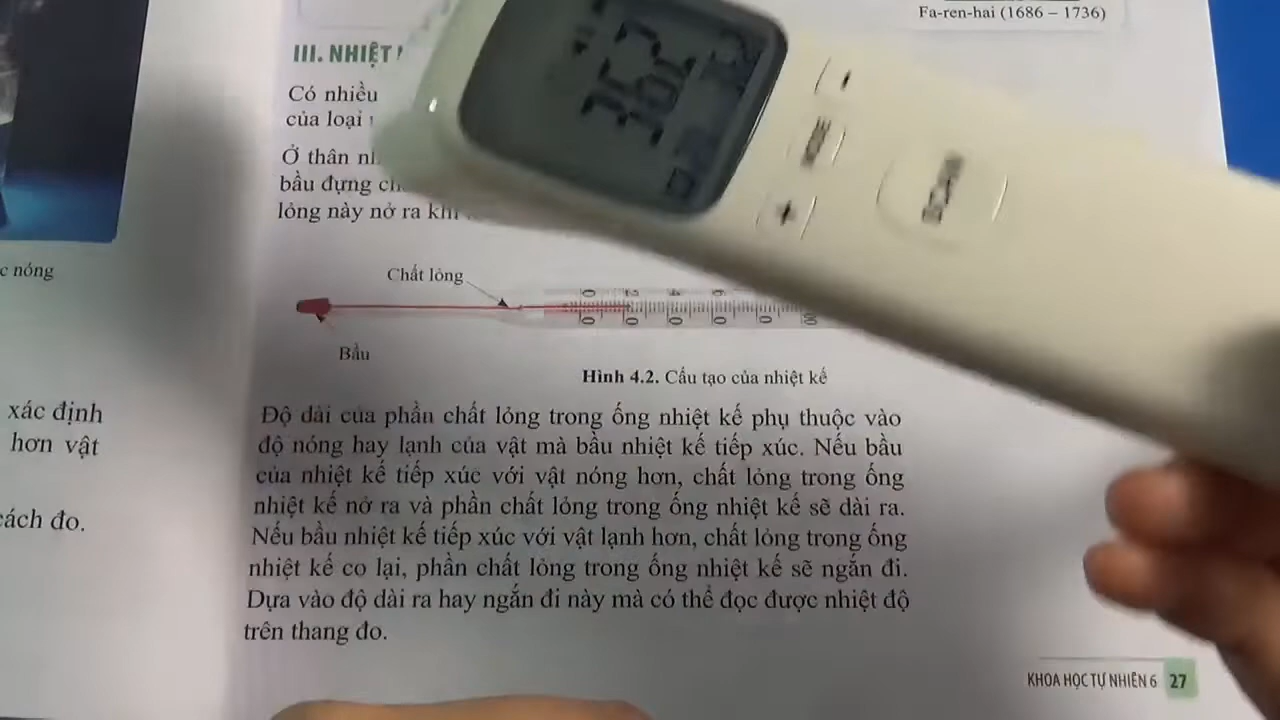 Fa-ren-hai (1686 – 1736)
III. NHIỆT
Có nhiều
của loại
Ở thân
bầu đựng
lỏng này nở ra khi
c nóng
Chất lỏng
Bầu
Hình 4.2. Cấu tạo của nhiệt kế
xác định
hơn vật
cách đo.
Độ dài của phần chất lỏng trong ống nhiệt kế phụ thuộc vào
độ nóng hay lạnh của vật mà bầu nhiệt kế tiếp xúc. Nếu bầu
của nhiệt kế tiếp xúc với vật nóng hơn, chất lỏng trong ống
nhiệt kế nở ra và phần chất lỏng trong ống nhiệt kế sẽ dài ra.
Nếu bầu nhiệt kế tiếp xúc với vật lạnh hơn, chất lỏng trong ống
nhiệt kế co lại, phần chất lỏng trong ống nhiệt kế sẽ ngắn đi.
Dựa vào độ dài ra hay ngắn đi này mà có thể đọc được nhiệt độ
trên thang đo.
KHOA HỌC TỰ NHIÊN 6 27